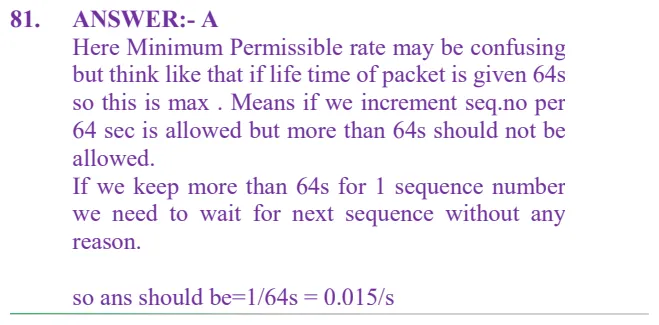 81. ANSWER:- A
Here Minimum Permissible rate may be confusing
but think like that if life time of packet is given 64s
so this is max . Means if we increment seq.no per
64 sec is allowed but more than 64s should not be
allowed.
If we keep more than 64s for 1 sequence number
we need to wait for next sequence without any
reason.
so ans should be=1/64s = 0.015/s